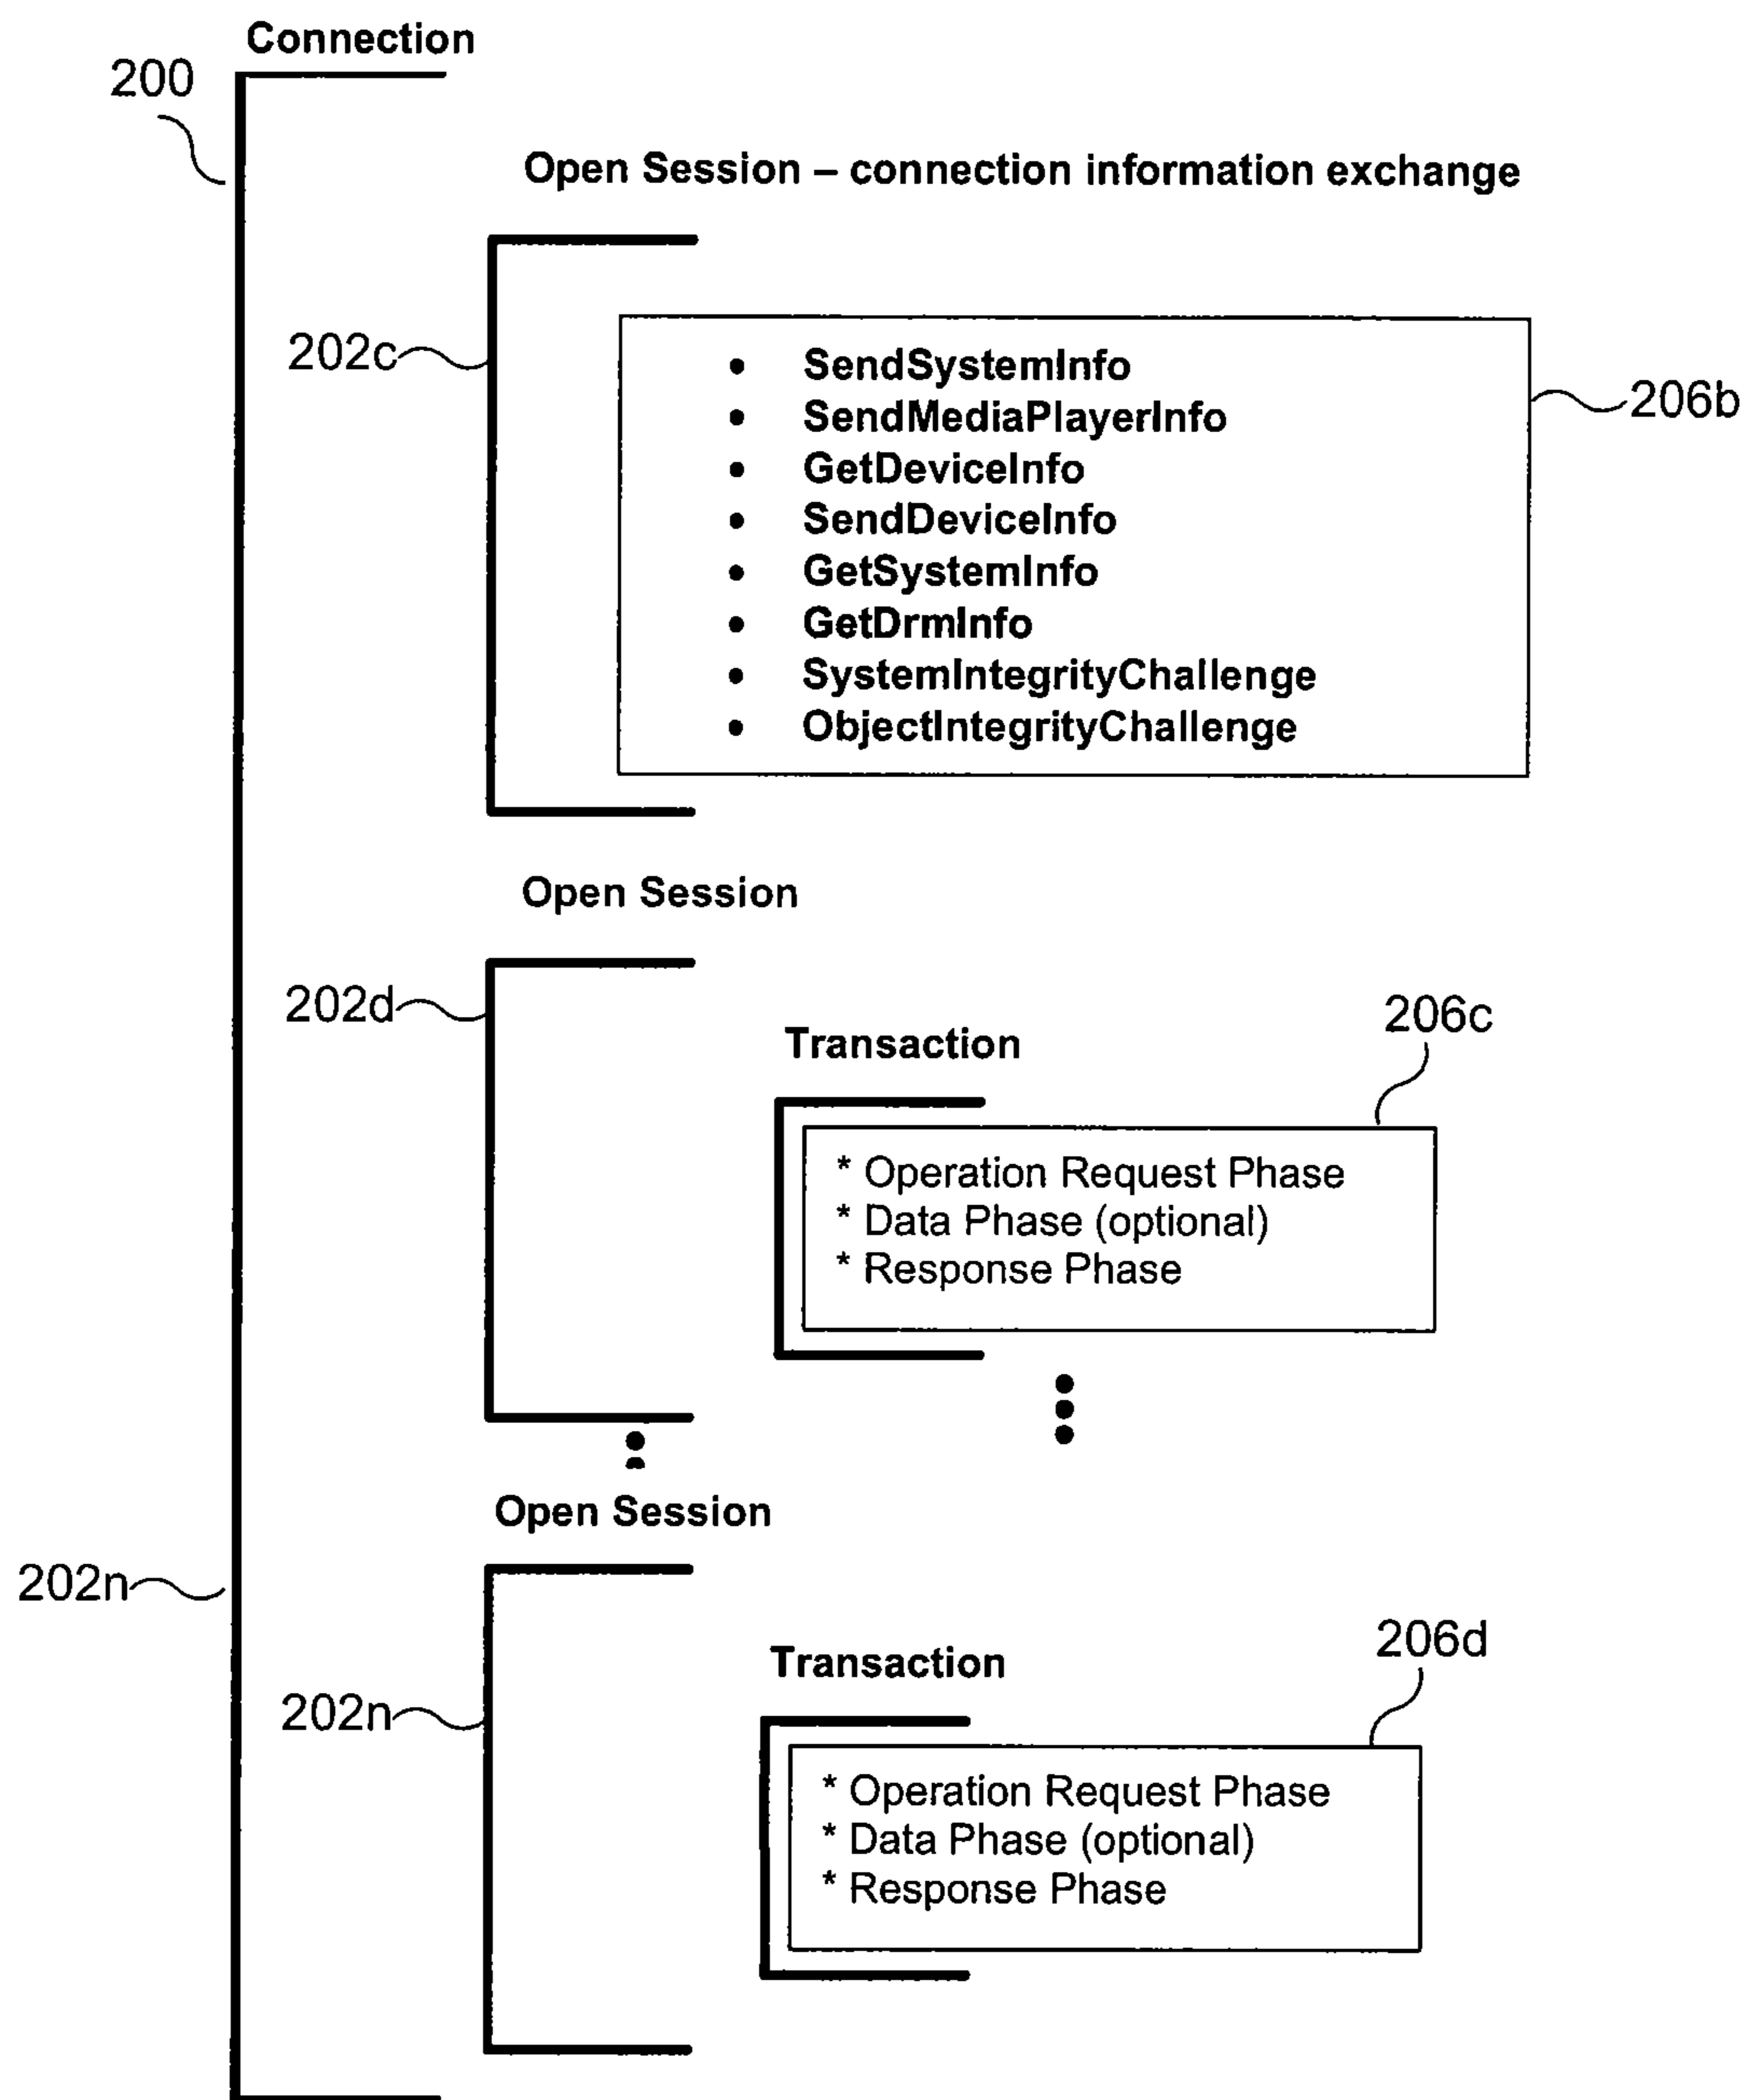 Connection
200
Open Session – connection information exchange
202c
• SendSystemInfo
• SendMediaPlayerInfo
• GetDeviceInfo
• SendDeviceInfo
• GetSystemInfo
• GetDrmInfo
• SystemIntegrityChallenge
• ObjectIntegrityChallenge
206b
Open Session
202d
Transaction
206c
* Operation Request Phase
* Data Phase (optional)
* Response Phase
Open Session
202n
202n
Transaction
206d
* Operation Request Phase
* Data Phase (optional)
* Response Phase